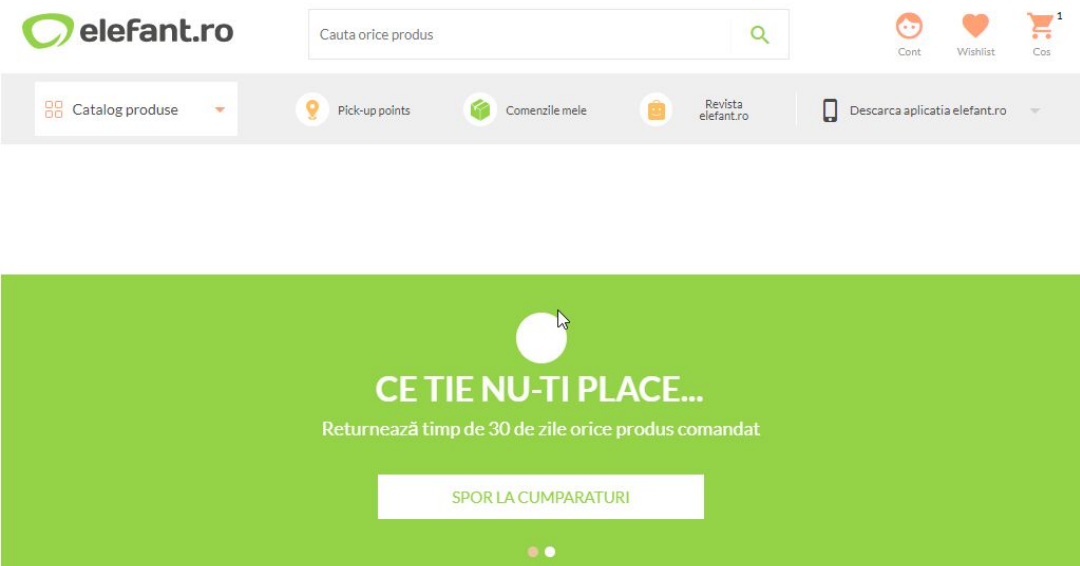 elefant.ro
Cauta orice produs
1
Cont
Wishlist
Cos
Catalog produse
Pick-up points
Comenzile mele
Revista
elefant.ro
Descarca aplicatia elefant.ro
CE TIE NU-TI PLACE...
Returnează timp de 30 de zile orice produs comandat
SPOR LA CUMPARATURI